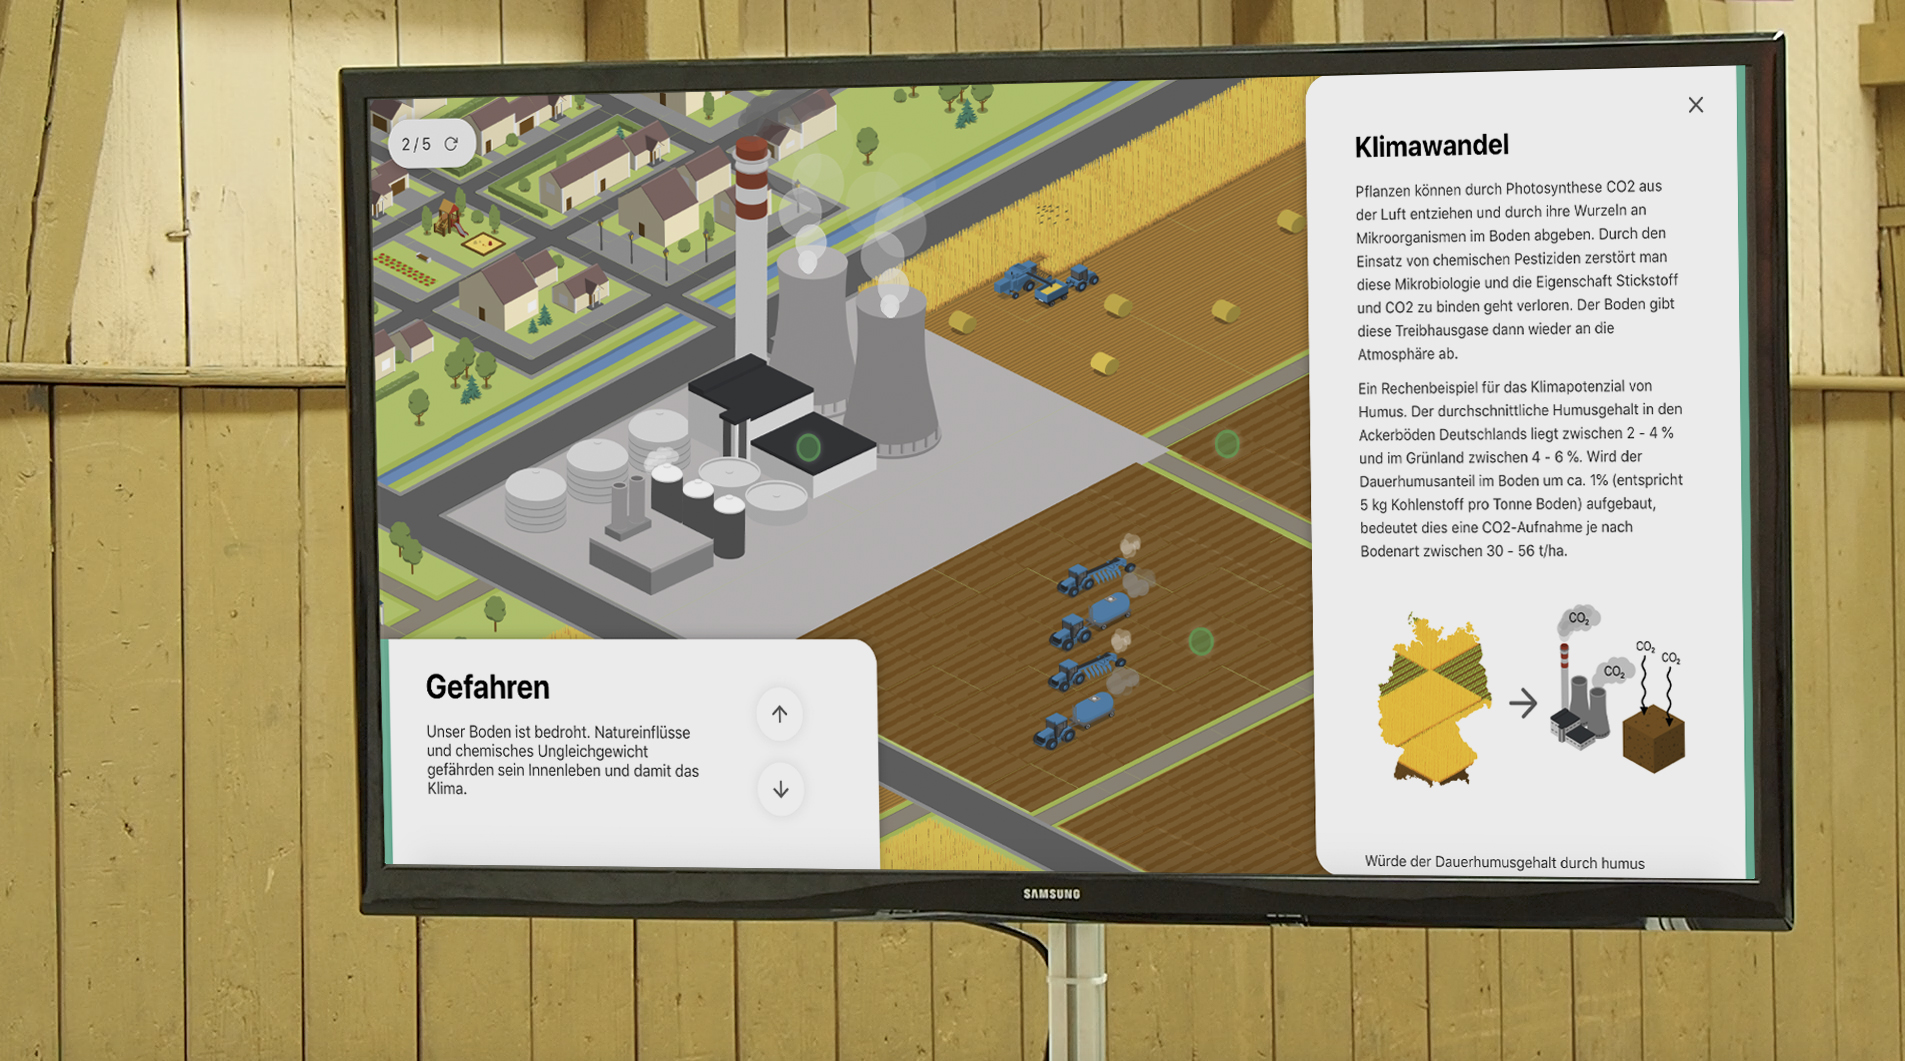 2/5
Klimawandel
Pflanzen können durch Photosynthese CO2 aus
der Luft entziehen und durch ihre Wurzeln an
Mikroorganismen im Boden abgeben. Durch den
Einsatz von chemischen Pestiziden zerstört man
diese Mikrobiologie und die Eigenschaft Stickstoff
und CO2 zu binden geht verloren. Der Boden gibt
diese Treibhausgase dann wieder an die
Atmosphäre ab.
Ein Rechenbeispiel für das Klimapotenzial von
Humus. Der durchschnittliche Humusgehalt in den
Ackerböden Deutschlands liegt zwischen 2 - 4 %
und im Grünland zwischen 4 - 6 %. Wird der
Dauerhumusanteil im Boden um ca. 1% (entspricht
5 kg Kohlenstoff pro Tonne Boden) aufgebaut,
bedeutet dies eine CO2-Aufnahme je nach
Bodenart zwischen 30 - 56 t/ha.
CO₂
CO₂
CO₂
CO₂
Würde der Dauerhumusgehalt durch humus
Gefahren
Unser Boden ist bedroht. Natureinflüsse
und chemisches Ungleichgewicht
gefährden sein Innenleben und damit das
Klima.
SAMSUNG